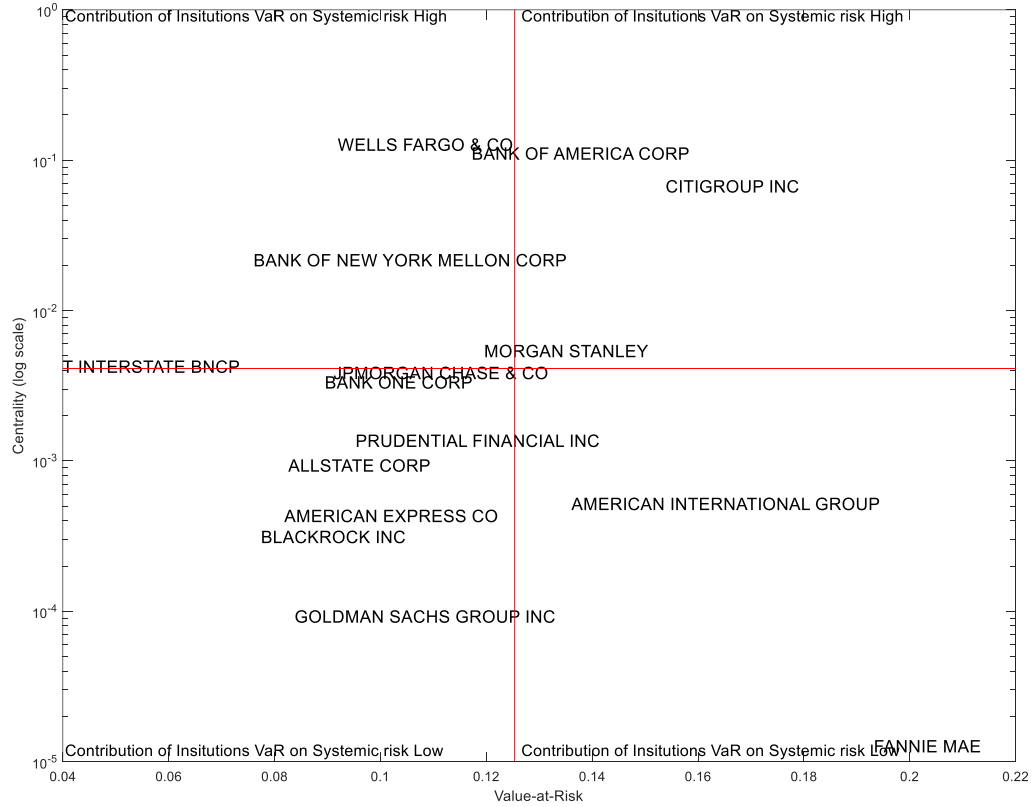 Contribution of Insitutions VaR on Systemic risk High
Contribution of Insitutions VaR on Systemic risk High
10^0
WELLS FARGO & CO
BANK OF AMERICA CORP
10^-1
CITIGROUP INC
BANK OF NEW YORK MELLON CORP
10^-2
MORGAN STANLEY
T INTERSTATE BNCP
JPMORGAN CHASE & CO
BANK ONE CORP
Centrality (log scale)
PRUDENTIAL FINANCIAL INC
10^-3
ALLSTATE CORP
AMERICAN INTERNATIONAL GROUP
AMERICAN EXPRESS CO
BLACKROCK INC
10^-4
GOLDMAN SACHS GROUP INC
FANNIE MAE
Contribution of Insitutions VaR on Systemic risk Low
Contribution of Insitutions VaR on Systemic risk Low
10^-5
0.04 0.06 0.08 0.1 0.12 0.14 0.16 0.18 0.2 0.22
Value-at-Risk